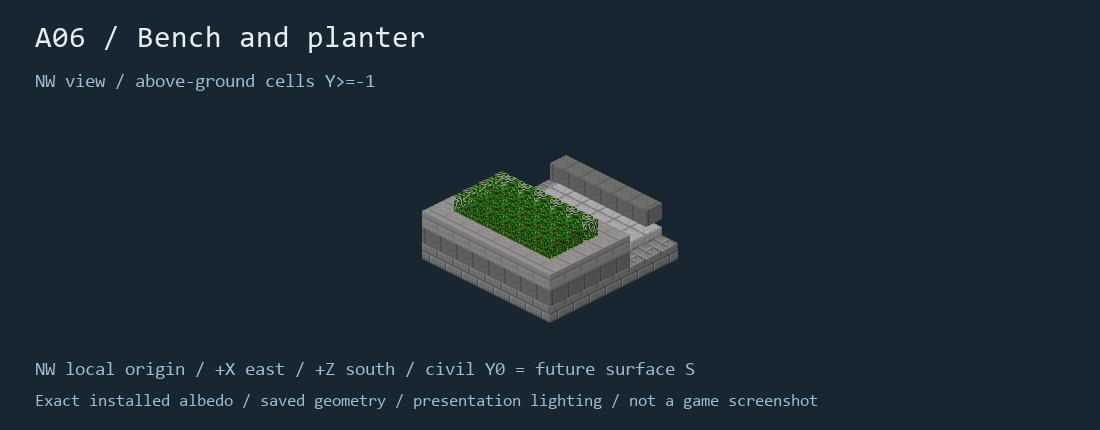 A06 / Bench and planter
NW view / above-ground cells Y>=-1
NW local origin / +X east / +Z south / civil Y0 = future surface S
Exact installed albedo / saved geometry / presentation lighting / not a game screenshot